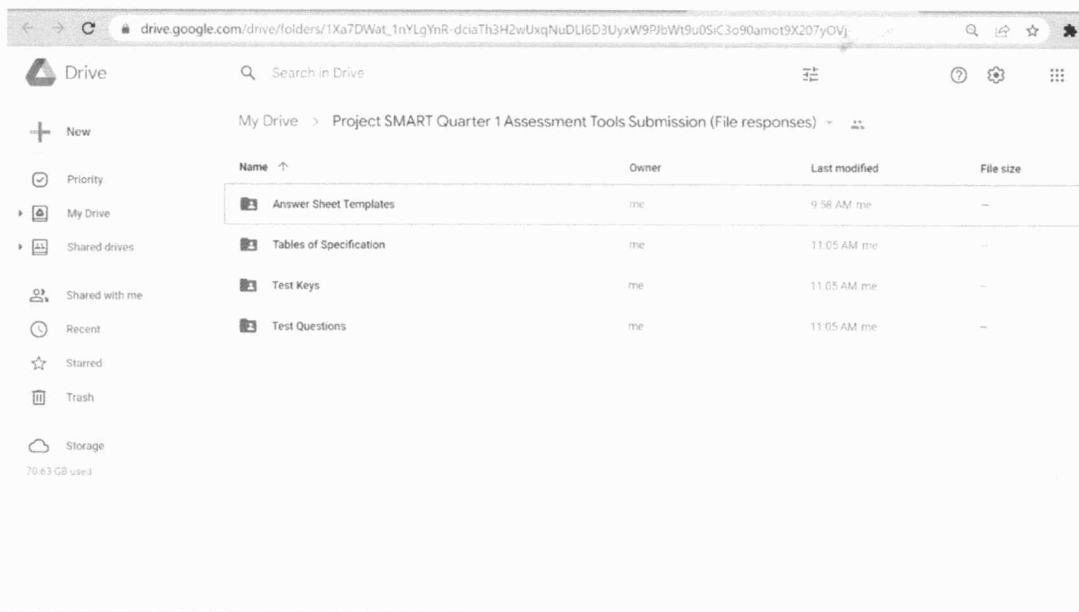 drive.google.com/drive/folders/1Xa7DWat_1nYLgYnR-dciaTh3H2wUxqNuDLI6D3UyxW9PJbWt9u0SiC3o90amot9X207yOVj-
Drive
Search in Drive
New
My Drive > Project SMART Quarter 1 Assessment Tools Submission (File responses)
Name Owner Last modified File size
Priority
My Drive
Shared drives
Shared with me
Recent
Starred
Trash
Storage
70.63 GB used
Answer Sheet Templates me 9:58 AM me –
Tables of Specification me 11:05 AM me –
Test Keys me 11:05 AM me –
Test Questions me 11:05 AM me –